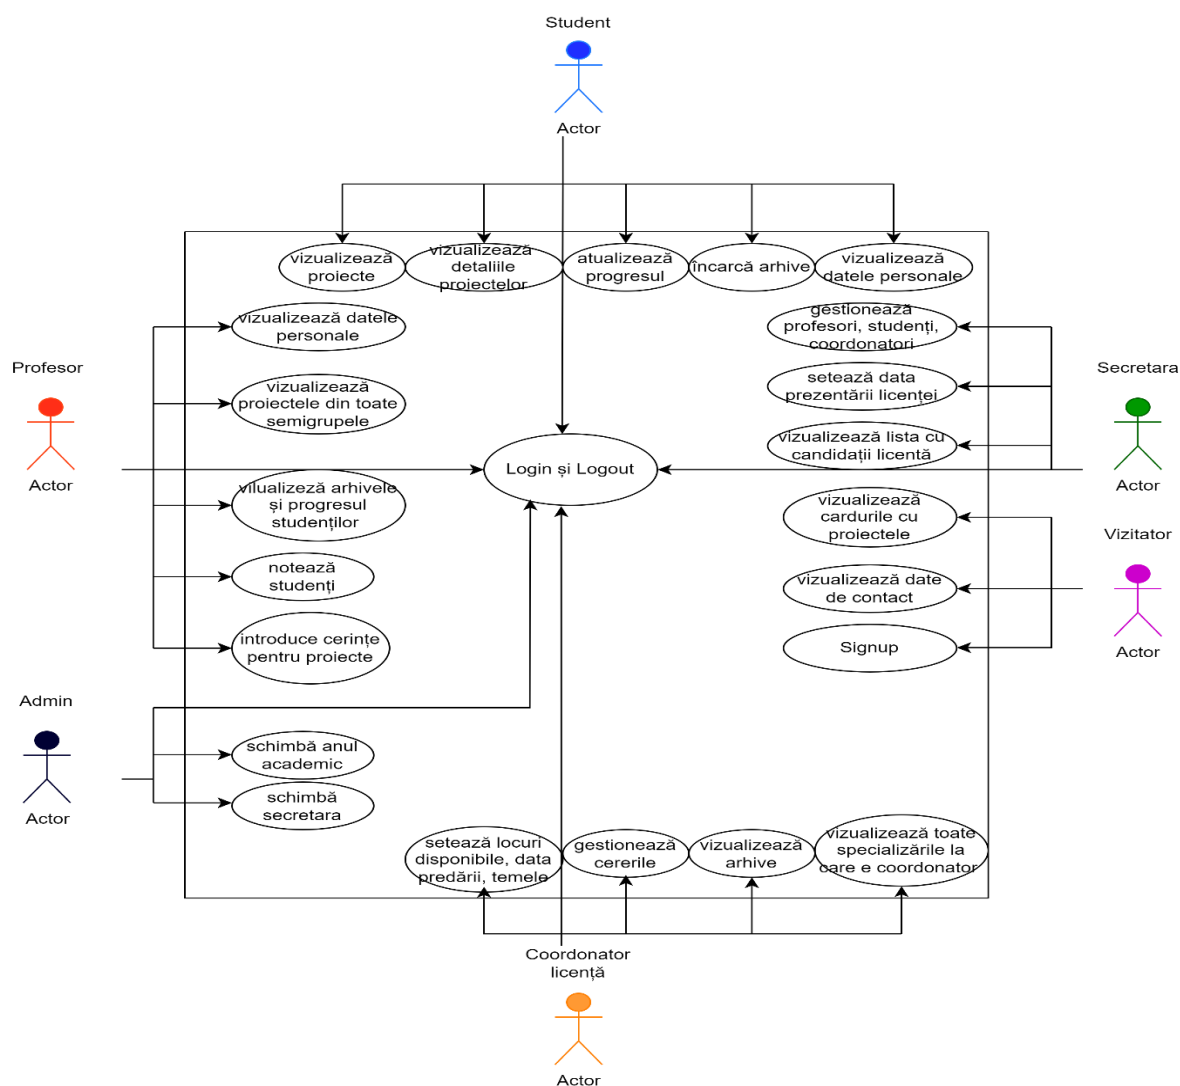 Student
Actor
vizualizează
proiecte
vizualizează
detaliile
proiectelor
atualizează
progresul
încarcă arhive
vizualizează
datele personale
vizualizează datele
personale
gestionează
profesori, studenți,
coordonatori
Profesor
Actor
vizualizează
proiectele din toate
semigrupele
setează data
prezentării licenței
Secretara
Actor
vizualizează lista cu
candidații licentă
Login și Logout
vilualizeză arhivele
și progresul
studenților
vizualizează
cardurile cu
proiectele
Vizitator
Actor
notează
studenți
vizualizează date
de contact
introduce cerințe
pentru proiecte
Signup
Admin
Actor
schimbă anul
academic
schimbă
secretara
setează locuri
disponibile, data
predării, temele
gestionează
cererile
vizualizează
arhive
vizualizează toate
specializările la
care e coordonator
Coordonator
licență
Actor